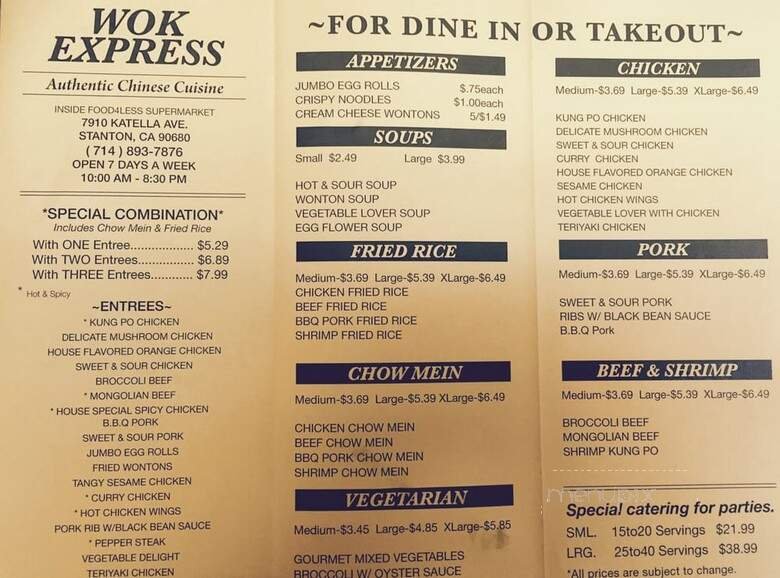 WOK
EXPRESS
Authentic Chinese Cuisine
INSIDE FOOD4LESS SUPERMARKET
7910 KATELLA AVE.
STANTON, CA 90680
( 714 ) 893-7876
OPEN 7 DAYS A WEEK
10:00 AM - 8:30 PM
*SPECIAL COMBINATION*
Includes Chow Mein & Fried Rice
With ONE Entree................. $5.29
With TWO Entrees............... $6.89
With THREE Entrees............ $7.99
* Hot & Spicy
~ENTREES~
* KUNG PO CHICKEN
DELICATE MUSHROOM CHICKEN
HOUSE FLAVORED ORANGE CHICKEN
SWEET & SOUR CHICKEN
BROCCOLI BEEF
* MONGOLIAN BEEF
* HOUSE SPECIAL SPICY CHICKEN
B.B.Q PORK
SWEET & SOUR PORK
JUMBO EGG ROLLS
FRIED WONTONS
TANGY SESAME CHICKEN
* CURRY CHICKEN
* HOT CHICKEN WINGS
PORK RIB W/BLACK BEAN SAUCE
* PEPPER STEAK
VEGETABLE DELIGHT
TERIYAKI CHICKEN
~FOR DINE IN OR TAKEOUT~
APPETIZERS
JUMBO EGG ROLLS $.75each
CRISPY NOODLES $1.00each
CREAM CHEESE WONTONS 5/$1.49
SOUPS
Small $2.49 Large $3.99
HOT & SOUR SOUP
WONTON SOUP
VEGETABLE LOVER SOUP
EGG FLOWER SOUP
FRIED RICE
Medium-$3.69 Large-$5.39 XLarge-$6.49
CHICKEN FRIED RICE
BEEF FRIED RICE
BBQ PORK FRIED RICE
SHRIMP FRIED RICE
CHOW MEIN
Medium-$3.69 Large-$5.39 XLarge-$6.49
CHICKEN CHOW MEIN
BEEF CHOW MEIN
BBQ PORK CHOW MEIN
SHRIMP CHOW MEIN
VEGETARIAN
Medium-$3.45 Large-$4.85 XLarge-$5.85
GOURMET MIXED VEGETABLES
BROCCOLI W/ OYSTER SAUCE
CHICKEN
Medium-$3.69 Large-$5.39 XLarge-$6.49
KUNG PO CHICKEN
DELICATE MUSHROOM CHICKEN
SWEET & SOUR CHICKEN
CURRY CHICKEN
HOUSE FLAVORED ORANGE CHICKEN
SESAME CHICKEN
HOT CHICKEN WINGS
VEGETABLE LOVER WITH CHICKEN
TERIYAKI CHICKEN
PORK
Medium-$3.69 Large-$5.39 XLarge-$6.49
SWEET & SOUR PORK
RIBS W/ BLACK BEAN SAUCE
B.B.Q Pork
BEEF & SHRIMP
Medium-$3.69 Large-$5.39 XLarge-$6.49
BROCCOLI BEEF
MONGOLIAN BEEF
SHRIMP KUNG PO
menupix
Special catering for parties.
SML. 15to20 Servings $21.99
LRG. 25to40 Servings $38.99
*All prices are subject to change.